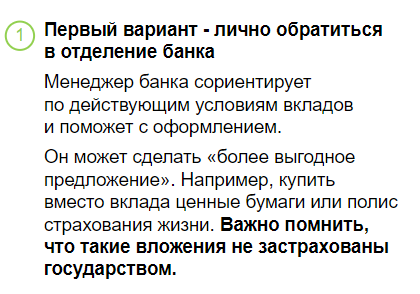 1 Первый вариант - лично обратиться
в отделение банка
Менеджер банка сориентирует
по действующим условиям вкладов
и поможет с оформлением.
Он может сделать «более выгодное
предложение». Например, купить
вместо вклада ценные бумаги или полис
страхования жизни. Важно помнить,
что такие вложения не застрахованы
государством.